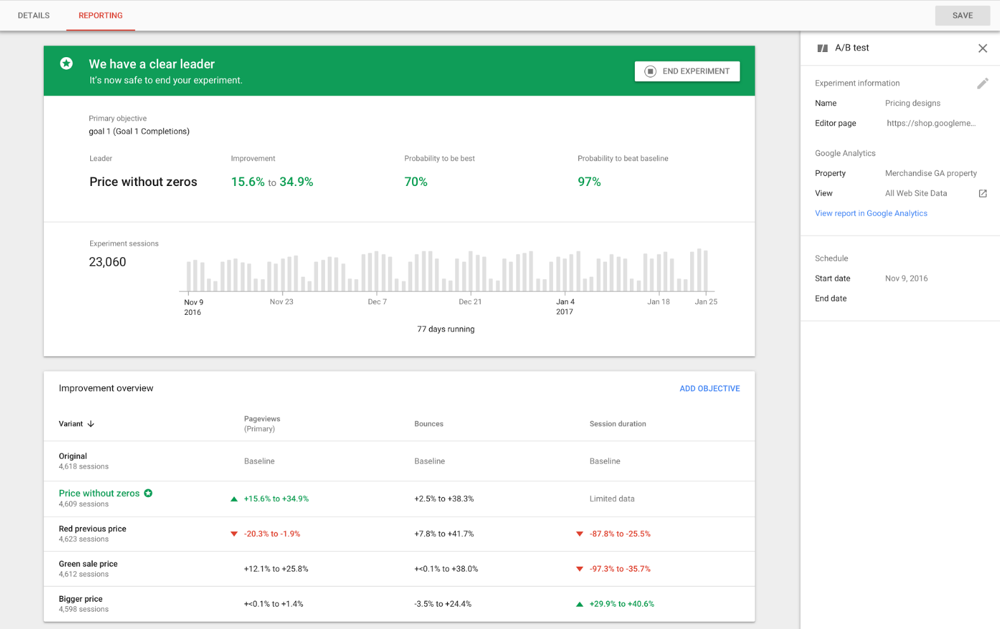 DETAILS
REPORTING
SAVE
We have a clear leader
It's now safe to end your experiment.
END EXPERIMENT
Primary objective
goal 1 (Goal 1 Completions)
Leader
Improvement
Probability to be best
Probability to beat baseline
Price without zeros
15.6% to 34.9%
70%
97%
Experiment sessions
23,060
Nov 9
2016
Nov 23
Dec 7
Dec 21
Jan 4
2017
Jan 18
Jan 25
77 days running
Improvement overview
ADD OBJECTIVE
Variant
Pageviews
(Primary)
Bounces
Session duration
Original
4,618 sessions
Baseline
Baseline
Baseline
Price without zeros
4,609 sessions
+15.6% to +34.9%
+2.5% to +38.3%
Limited data
Red previous price
4,623 sessions
-20.3% to -1.9%
+7.8% to +41.7%
-87.8% to -25.5%
Green sale price
4,612 sessions
+12.1% to +25.8%
+<0.1% to +38.0%
-97.3% to -35.7%
Bigger price
4,598 sessions
+<0.1% to +1.4%
-3.5% to +24.4%
+29.9% to +40.6%
A/B test
Experiment information
Name Pricing designs
Editor page https://shop.googleme...
Google Analytics
Property Merchandise GA property
View All Web Site Data
View report in Google Analytics
Schedule
Start date Nov 9, 2016
End date